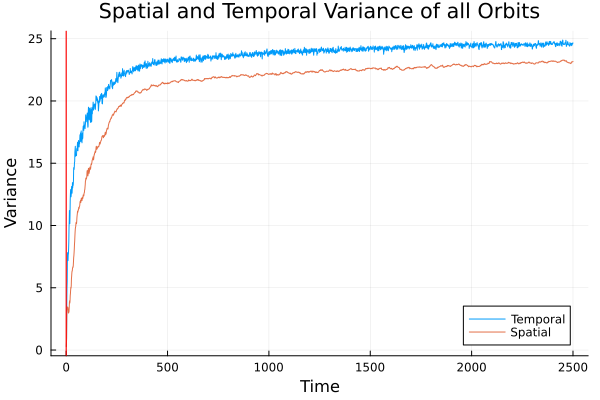 Spatial and Temporal Variance of all Orbits
25
20
15
10
5
0
Variance
0 500 1000 1500 2000 2500
Time
Temporal
Spatial